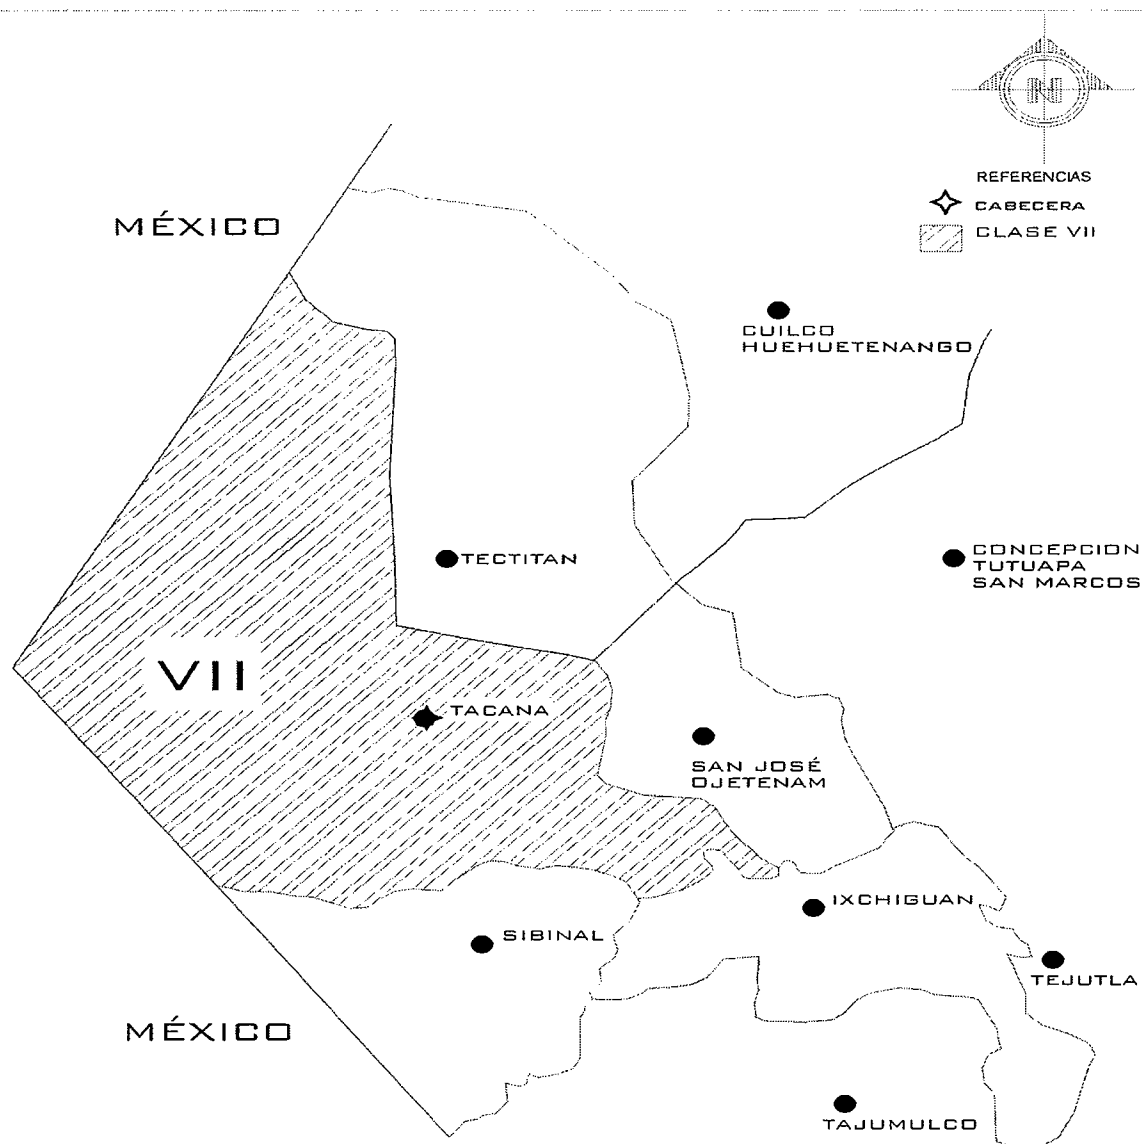 N
REFERENCIAS
CABECERA
CLASE VII
MÉXICO
CUILCO
HUEHUETENANGO
TECTITAN
CONCEPCION
TUTUAPA
SAN MARCOS
VII
TACANA
SAN JOSÉ
OJETENAM
IXCHIGUAN
SIBINAL
TEJUTLA
MÉXICO
TAJUMULCO